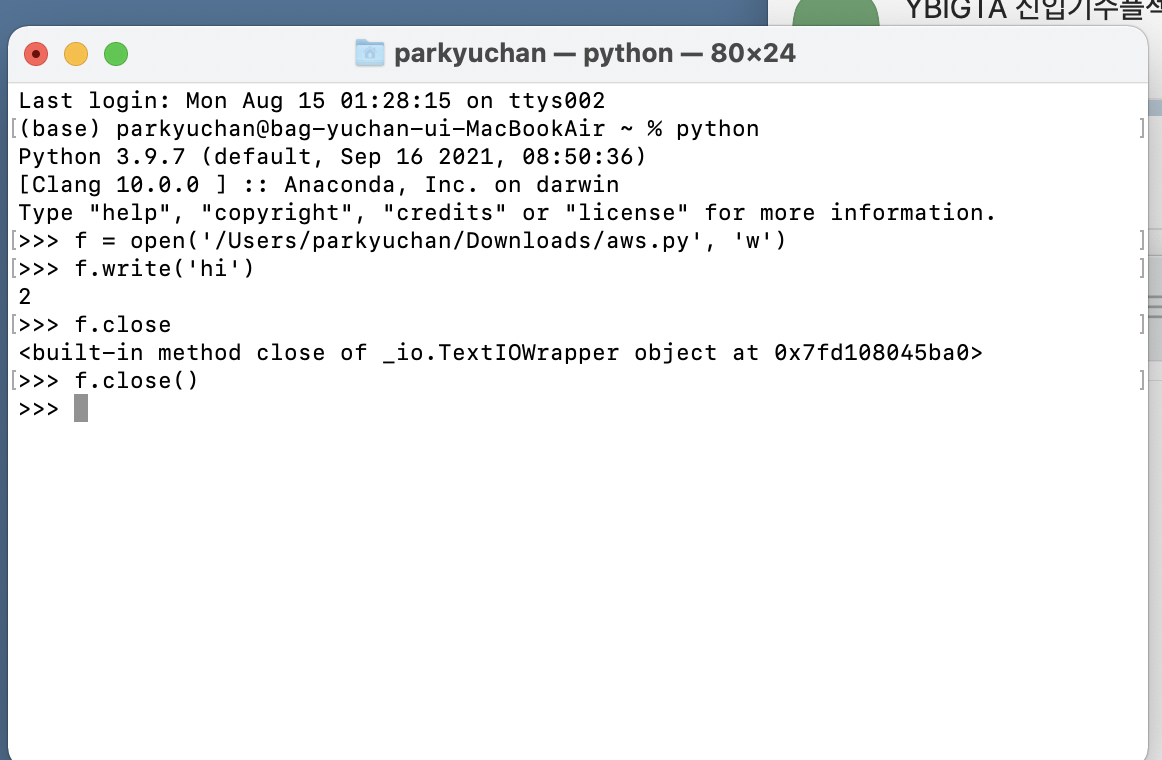 YBIGTA 신입기수플젝
parkyuchan — python — 80×24
Last login: Mon Aug 15 01:28:15 on ttys002
[(base) parkyuchan@bag-yuchan-ui-MacBookAir ~ % python ]
Python 3.9.7 (default, Sep 16 2021, 08:50:36)
[Clang 10.0.0 ] :: Anaconda, Inc. on darwin
Type "help", "copyright", "credits" or "license" for more information.
[>>> f = open('/Users/parkyuchan/Downloads/aws.py', 'w') ]
[>>> f.write('hi') ]
2
[>>> f.close ]
<built-in method close of _io.TextIOWrapper object at 0x7fd108045ba0>
[>>> f.close() ]
>>>